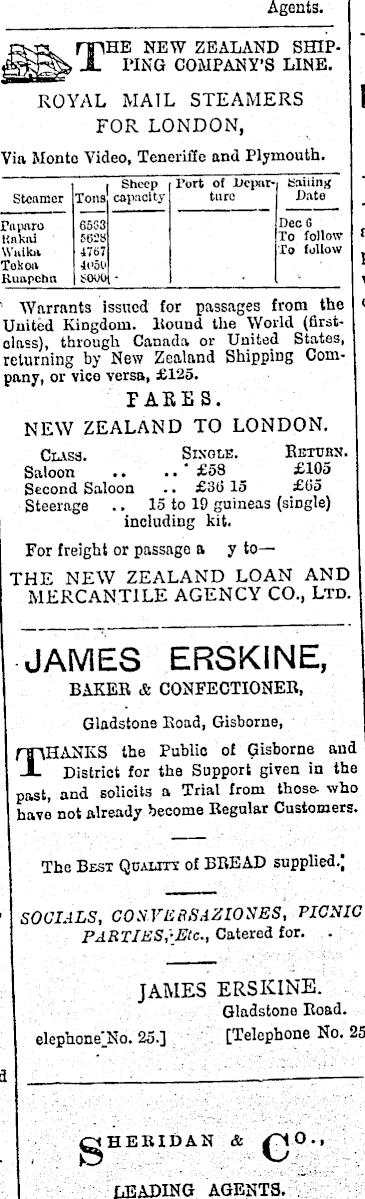 Agents.
THE NEW ZEALAND SHIP-
PING COMPANY'S LINE.
ROYAL MAIL STEAMERS
FOR LONDON,
Via Monte Video, Teneriffe and Plymouth.
Steamer Tons Sheep capacity Port of Depar-ture Sailing Date
Paparo 6563 Dec 6
Rakai 5628 To follow
Waika 4767 To follow
Tekoa 4050
Ruapehu 8000
Warrants issued for passages from the
United Kingdom. Round the World (first-
class), through Canada or United States,
returning by New Zealand Shipping Com-
pany, or vice versa, £125.
FARES.
NEW ZEALAND TO LONDON.
CLASS. SINGLE. RETURN.
Saloon .. .. £58 £105
Second Saloon .. £36 15 £65
Steerage .. 15 to 19 guineas (single)
including kit.
For freight or passage a y to—
THE NEW ZEALAND LOAN AND
MERCANTILE AGENCY CO., LTD.
JAMES ERSKINE,
BAKER & CONFECTIONER,
Gladstone Road, Gisborne,
THANKS the Public of Gisborne and
District for the Support given in the
past, and solicits a Trial from those who
have not already become Regular Customers.
The BEST QUALITY of BREAD supplied.
SOCIALS, CONVERSAZIONES, PICNIC
PARTIES, Etc., Catered for.
JAMES ERSKINE.
Gladstone Road.
elephone No. 25.] [Telephone No. 25
SHERIDAN & CO.,
LEADING AGENTS.